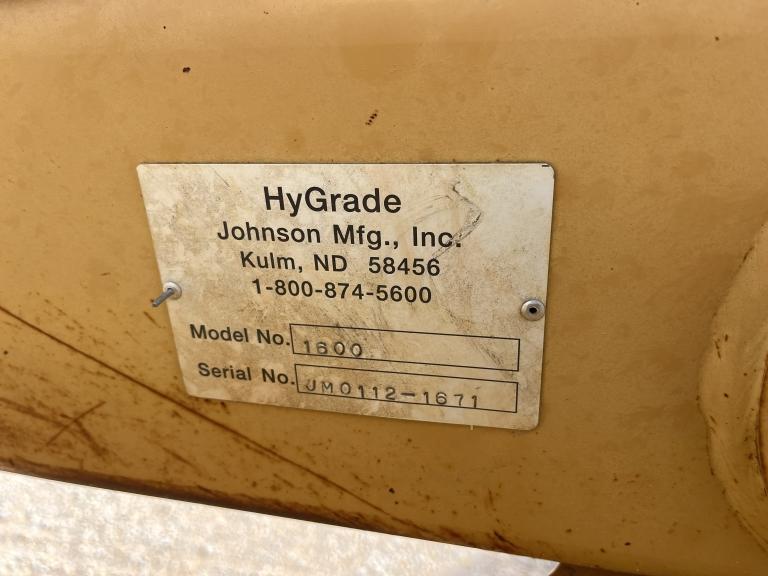 HyGrade
Johnson Mfg., Inc.
Kulm, ND 58456
1-800-874-5600
Model No. 1600
Serial No. JM0112-1671